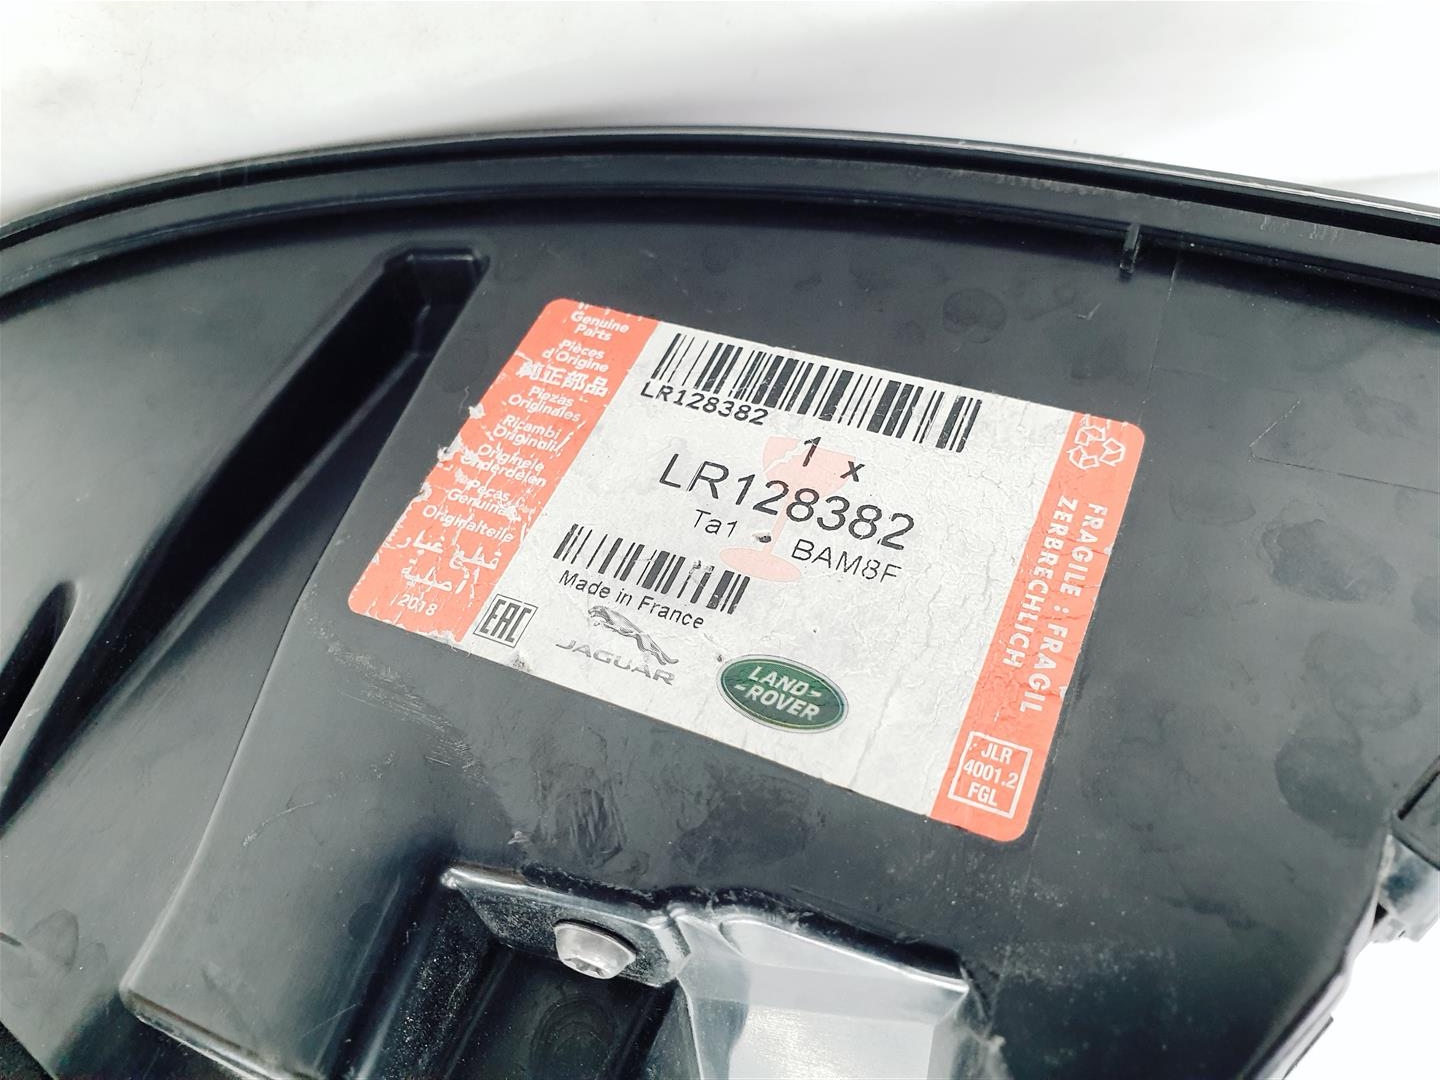 Genuine
Parts
Pièces
d'Origine
純正部品
Piezas
Originales
Ricambi
Originali
Originele
Onderdelen
Peças
Genuínas
Originalteile
قطع غيار
أصلية
2018
LR128382
1 x
LR128382
Ta1 BAM8F
Made in France
EAC
JAGUAR
LAND-
-ROVER
FRAGILE : FRAGIL
ZERBRECHLICH
JLR
4001.2
FGL